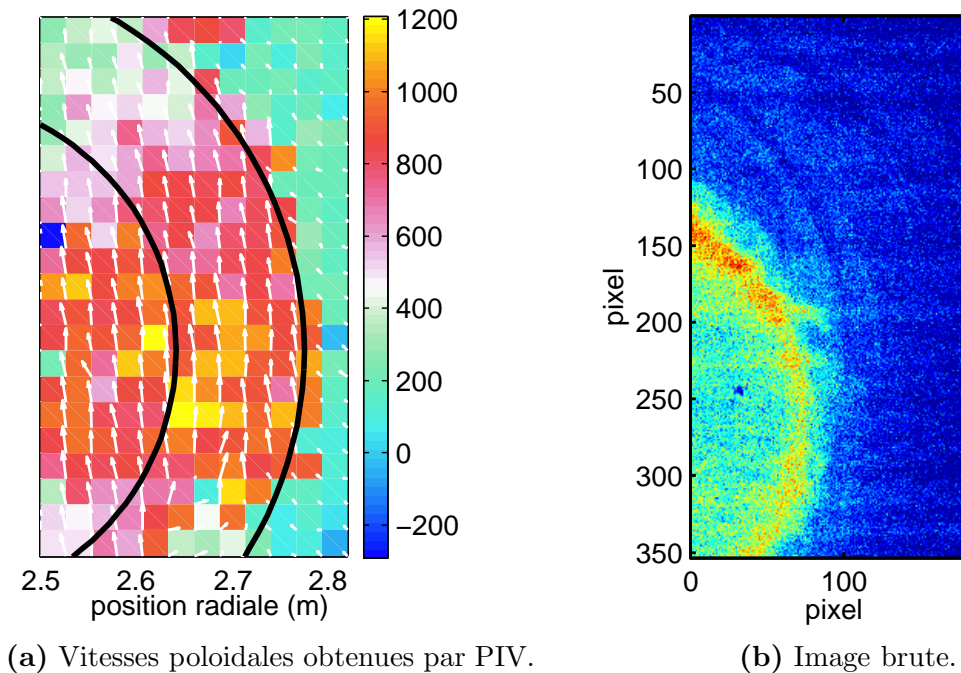 1200
1000
800
600
400
200
0
−200
2.5 2.6 2.7 2.8
position radiale (m)
(a) Vitesses poloidales obtenues par PIV.
50
100
150
200
250
300
350
pixel
0 100
pixel
(b) Image brute.